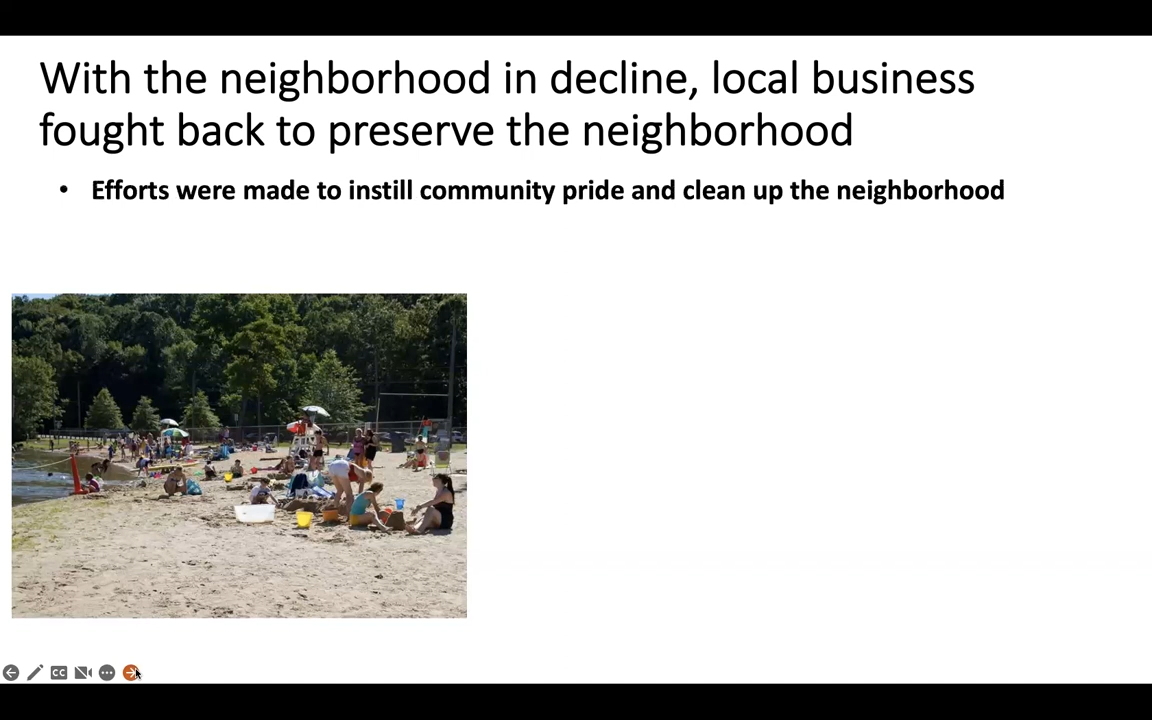 With the neighborhood in decline, local business
fought back to preserve the neighborhood
• Efforts were made to instill community pride and clean up the neighborhood
CC